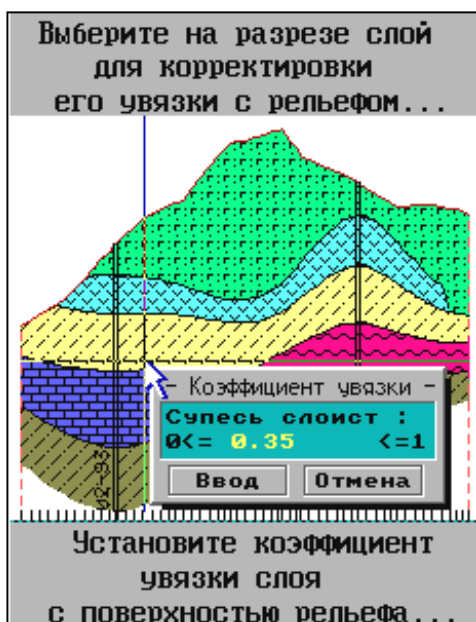 Выберите на разрезе слой
для корректировки
его увязки с рельефом...
- Коэффициент увязки -
Супесь слоист :
0<= 0.35 <=1
Ввод Отмена
Установите коэффициент
увязки слоя
с поверхностью рельефа...